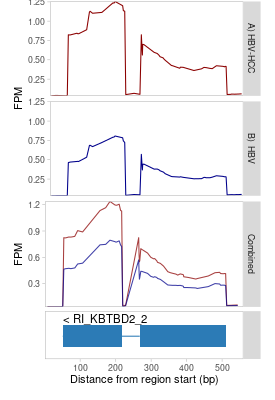 1.25
1.00
0.75
0.50
0.25
FPM
A) HBV-HCC
1.25
1.00
0.75
0.50
0.25
B) HBV
1.2
0.9
0.6
0.3
FPM
Combined
< RI_KBTBD2_2
100 200 300 400 500
Distance from region start (bp)